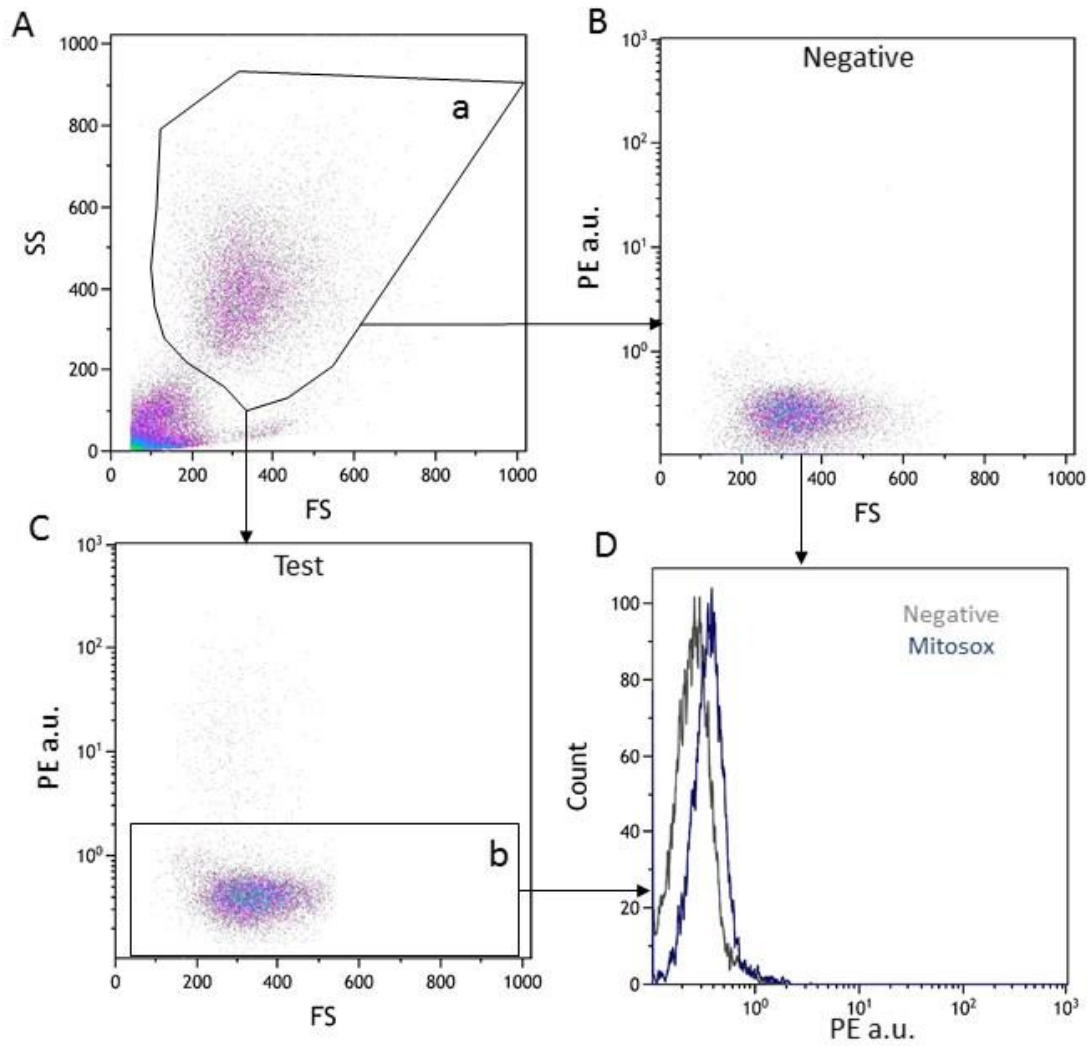 A
1000
800
600
400
200
0
SS
a
0 200 400 600 800 1000
FS
B
Negative
10³
10²
10¹
10⁰
PE a.u.
0 200 400 600 800 1000
FS
C
Test
10³
10²
10¹
10⁰
PE a.u.
b
0 200 400 600 800 1000
FS
D
Negative
Mitosox
100
80
60
40
20
0
Count
10⁰ 10¹ 10² 10³
PE a.u.